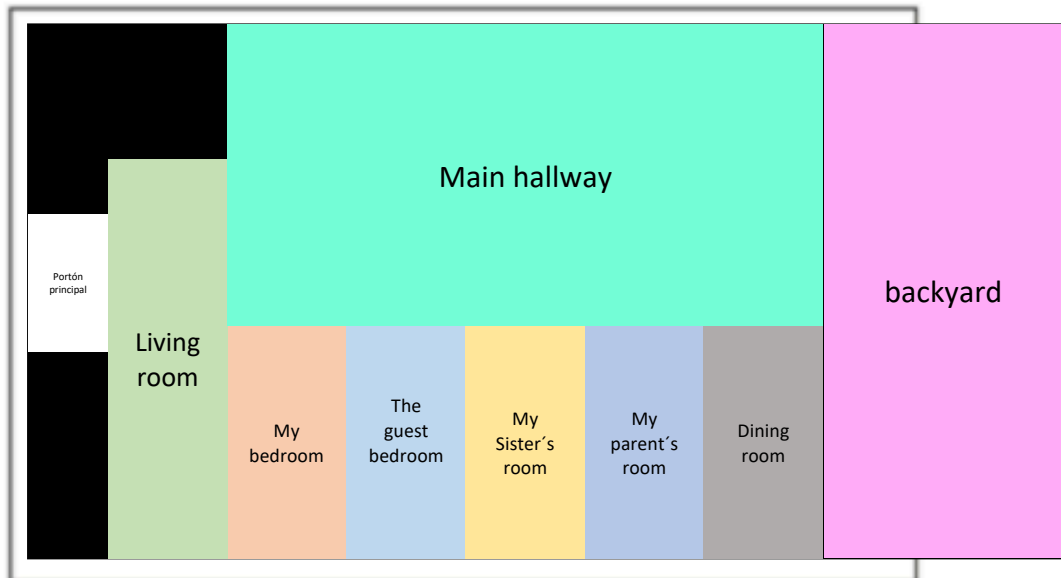 Main hallway
Portón
principal
backyard
Living
room
My
bedroom
The
guest
bedroom
My
Sister´s
room
My
parent´s
room
Dining
room